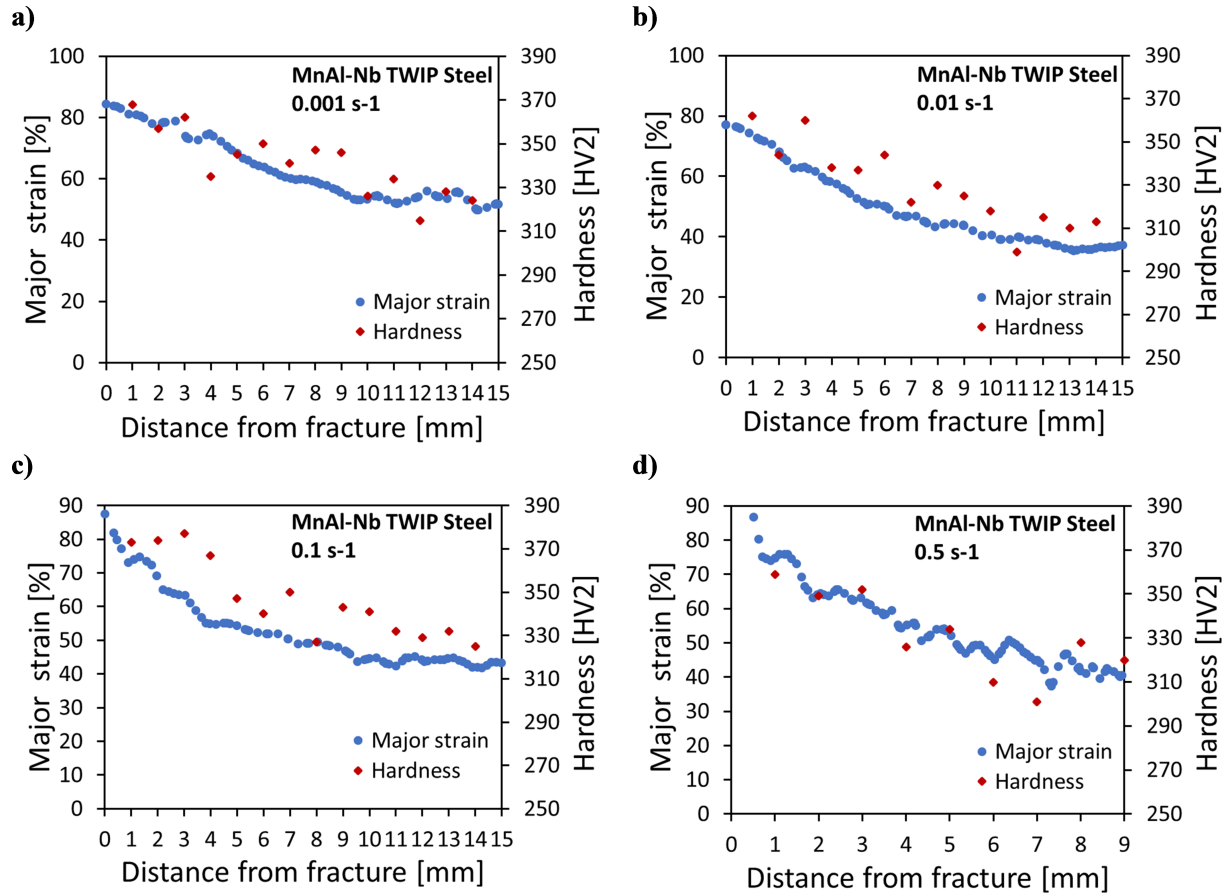 a)
MnAl-Nb TWIP Steel
0.001 s-1
Major strain [%]
100
80
60
40
20
0
Hardness [HV2]
390
370
350
330
310
290
270
250
Major strain
Hardness
0 1 2 3 4 5 6 7 8 9 10 11 12 13 14 15
Distance from fracture [mm]
b)
MnAl-Nb TWIP Steel
0.01 s-1
Major strain [%]
100
80
60
40
20
0
Hardness [HV2]
390
370
350
330
310
290
270
250
Major strain
Hardness
0 1 2 3 4 5 6 7 8 9 10 11 12 13 14 15
Distance from fracture [mm]
c)
MnAl-Nb TWIP Steel
0.1 s-1
Major strain [%]
90
80
70
60
50
40
30
20
10
0
Hardness [HV2]
390
370
350
330
310
290
270
250
Major strain
Hardness
0 1 2 3 4 5 6 7 8 9 10 11 12 13 14 15
Distance from fracture [mm]
d)
MnAl-Nb TWIP Steel
0.5 s-1
Major strain [%]
90
80
70
60
50
40
30
20
10
0
Hardness [HV2]
390
370
350
330
310
290
270
250
Major strain
Hardness
0 1 2 3 4 5 6 7 8 9
Distance from fracture [mm]